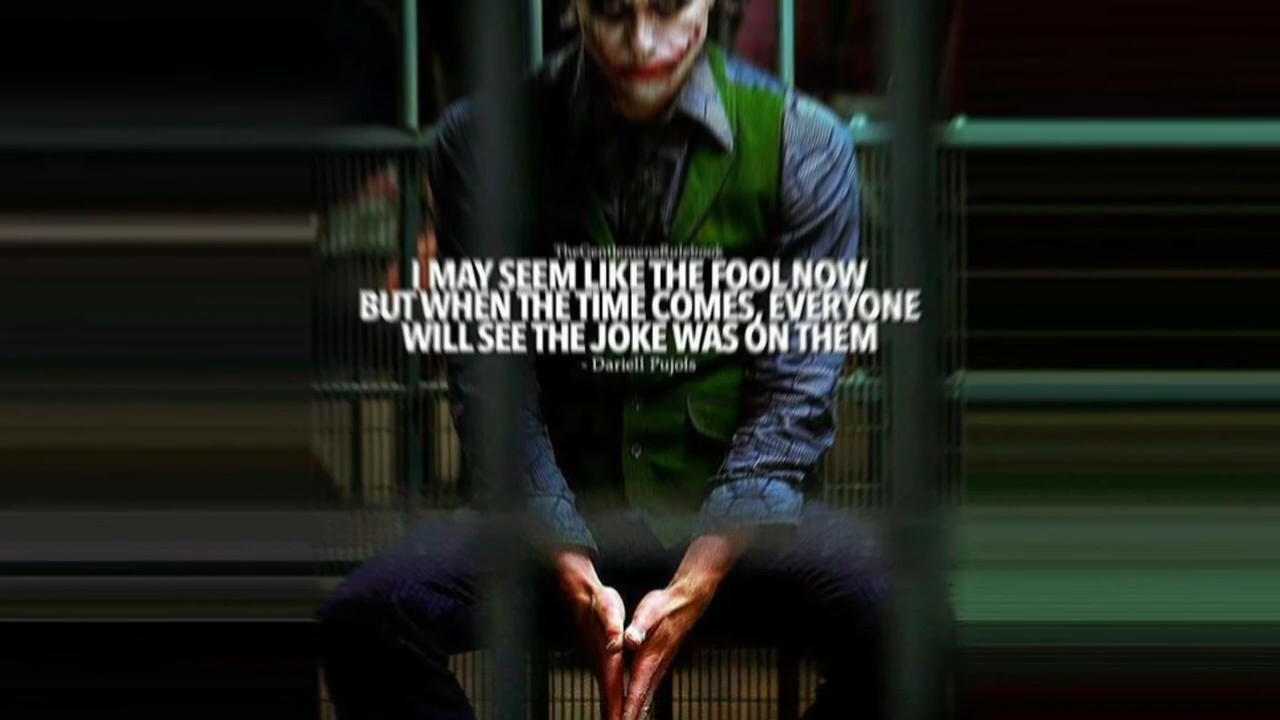 TheGentlemensRulebook
I MAY SEEM LIKE THE FOOL NOW
BUT WHEN THE TIME COMES, EVERYONE
WILL SEE THE JOKE WAS ON THEM
- Dariell Pujols